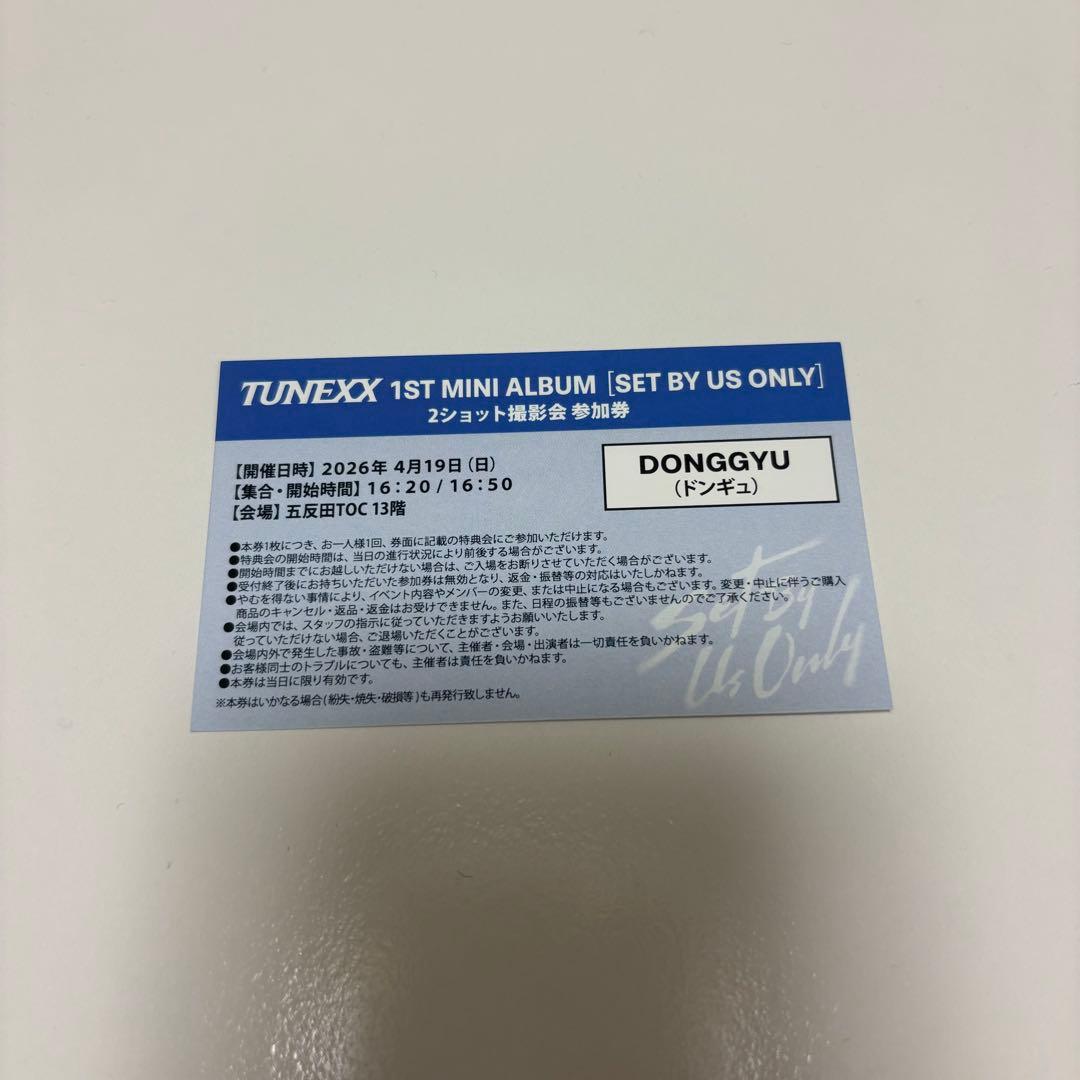 TUNEXX 1ST MINI ALBUM [SET BY US ONLY]
2ショット撮影会 参加券
【開催日時】2026年 4月19日(日)
【集合・開始時間】16:20/16:50
【会場】五反田TOC 13階
DONGGYU
(ドンギュ)
●本券1枚につき、お一人様1回、券面に記載の特典会にご参加いただけます。
●特典会の開始時間は、当日の進行状況により前後する場合がございます。
●開始時間までにお越しいただけない場合は、ご入場をお断りさせていただく場合がございます。
●受付終了後にお持ちいただいた参加券は無効となり、返金・振替等の対応はいたしかねます。
●やむを得ない事情により、イベント内容やメンバーの変更、または中止になる場合もございます。変更・中止に伴うご購入
商品のキャンセル・返品・返金はお受けできません。また、日程の振替等もございませんのでご了承ください。
●会場内では、スタッフの指示に従っていただきますようお願いいたします。
従っていただけない場合、ご退場いただくことがございます。
●会場内外で発生した事故・盗難等について、主催者・会場・出演者は一切責任を負いかねます。
●お客様同士のトラブルについても、主催者は責任を負いかねます。
●本券は当日に限り有効です。
※本券はいかなる場合(紛失・焼失・破損等)も再発行致しません。
Set By
Us Only